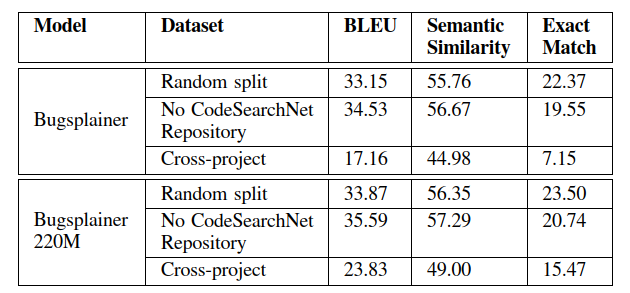 Model Dataset BLEU Semantic Similarity Exact Match
Bugsplainer Random split 33.15 55.76 22.37
No CodeSearchNet Repository 34.53 56.67 19.55
Cross-project 17.16 44.98 7.15
Bugsplainer 220M Random split 33.87 56.35 23.50
No CodeSearchNet Repository 35.59 57.29 20.74
Cross-project 23.83 49.00 15.47